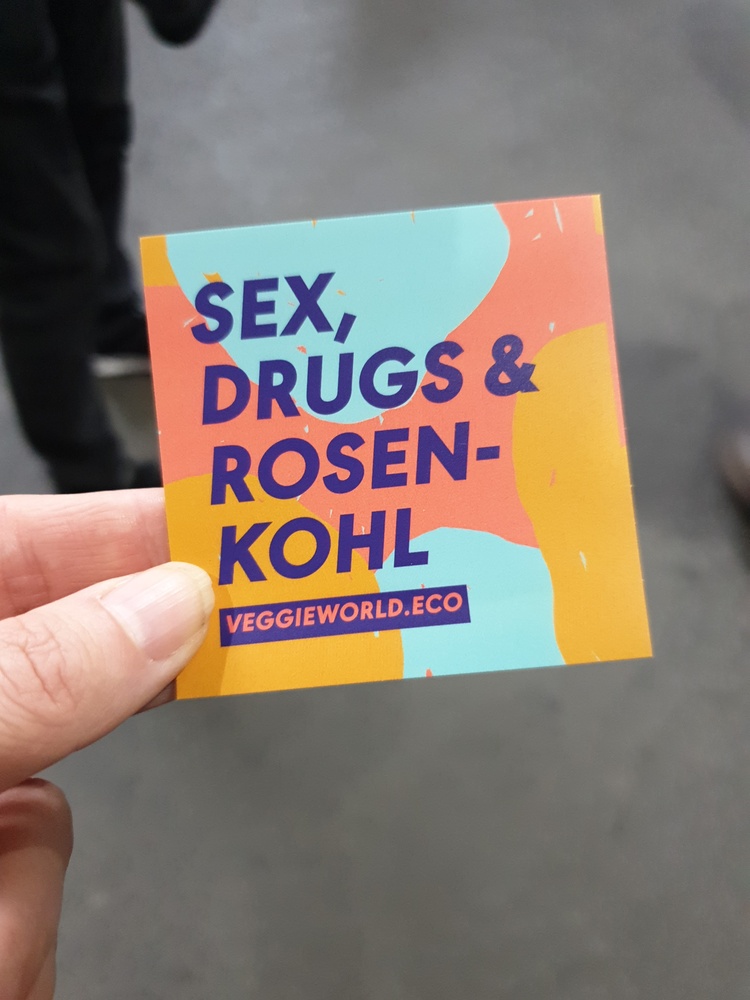 SEX,
DRUGS &
ROSEN-
KOHL
VEGGIEWORLD.ECO